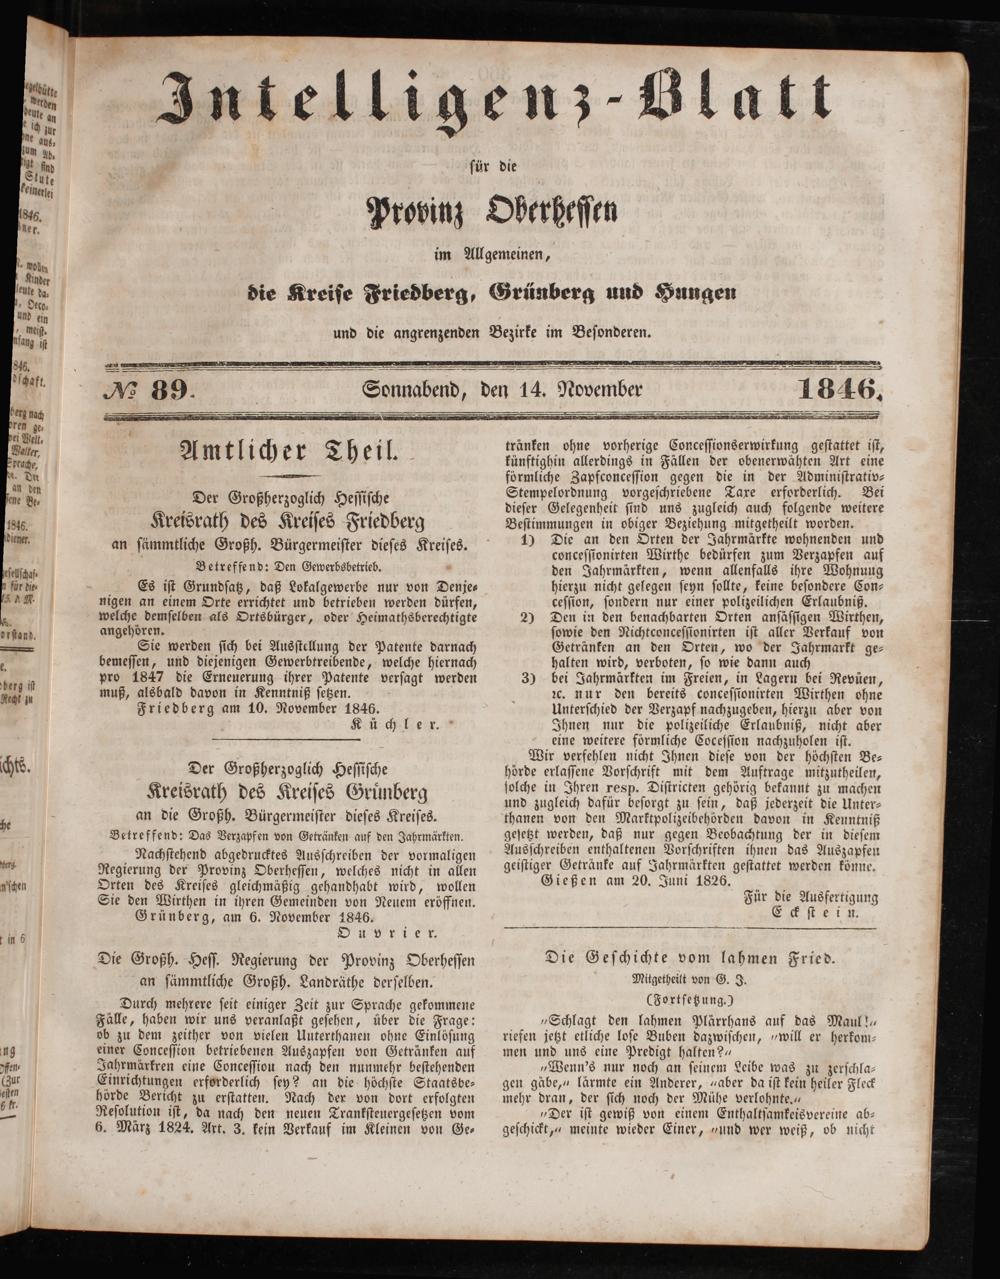 Intelligenz-Blatt
für die
Provinz Oberhessen
im Allgemeinen,
die Kreise Friedberg, Grünberg und Hungen
und die angrenzenden Bezirke im Besonderen.
№ 89. Sonnabend, den 14. November 1846.
Amtlicher Theil.
Der Großherzoglich Hessische
Kreisrath des Kreises Friedberg
an sämmtliche Großh. Bürgermeister dieses Kreises.
Betreffend: Den Gewerbsbetrieb.
Es ist Grundsatz, daß Lokalgewerbe nur von Denje-
nigen an einem Orte errichtet und betrieben werden dürfen,
welche demselben als Ortsbürger, oder Heimathsberechtigte
angehören.
Sie werden sich bei Ausstellung der Patente darnach
bemessen, und diejenigen Gewerbtreibende, welche hiernach
pro 1847 die Erneuerung ihrer Patente versagt werden
muß, alsbald davon in Kenntniß setzen.
Friedberg am 10. November 1846.
Küchler.
Der Großherzoglich Hessische
Kreisrath des Kreises Grünberg
an die Großh. Bürgermeister dieses Kreises.
Betreffend: Das Verzapfen von Getränken auf den Jahrmärkten.
Nachstehend abgedrucktes Ausschreiben der vormaligen
Regierung der Provinz Oberhessen, welches nicht in allen
Orten des Kreises gleichmäßig gehandhabt wird, wollen
Sie den Wirthen in ihren Gemeinden von Neuem eröffnen.
Grünberg, am 6. November 1846.
Ouvrier.
Die Großh. Hess. Regierung der Provinz Oberhessen
an sämmtliche Großh. Landräthe derselben.
Durch mehrere seit einiger Zeit zur Sprache gekommene
Fälle, haben wir uns veranlaßt gesehen, über die Frage:
ob zu dem zeither von vielen Unterthanen ohne Einlösung
einer Concession betriebenen Auszapfen von Getränken auf
Jahrmärkren eine Concession nach den nunmehr bestehenden
Einrichtungen erforderlich sey? an die höchste Staatsbe-
hörde Bericht zu erstatten. Nach der von dort erfolgten
Resolution ist, da nach den neuen Tranksteuergesetzen vom
6. März 1824. Art. 3. kein Verkauf im Kleinen von Ge-
tränken ohne vorherige Concessionserwirkung gestattet ist,
künftighin allerdings in Fällen der obenerwähten Art eine
förmliche Zapfconcession gegen die in der Administrativ-
Stempelordnung vorgeschriebene Taxe erforderlich. Bei
dieser Gelegenheit sind uns zugleich auch folgende weitere
Bestimmungen in obiger Beziehung mitgetheilt worden.
1) Die an den Orten der Jahrmärkte wohnenden und
concessionirten Wirthe bedürfen zum Verzapfen auf
den Jahrmärkten, wenn allenfalls ihre Wohnung
hierzu nicht gelegen seyn sollte, keine besondere Con-
cession, sondern nur einer polizeilichen Erlaubniß.
2) Den in den benachbarten Orten ansäßigen Wirthen,
sowie den Nichtconcessionirten ist aller Verkauf von
Getränken an den Orten, wo der Jahrmarkt ge-
halten wird, verboten, so wie dann auch
3) bei Jahrmärkten im Freien, in Lagern bei Revüen,
ꝛc. nur den bereits concessionirten Wirthen ohne
Unterschied der Verzapf nachzugeben, hierzu aber von
Ihnen nur die polizeiliche Erlaubniß, nicht aber
eine weitere förmliche Cocession nachzuholen ist.
Wir verfehlen nicht Ihnen diese von der höchsten Be-
hörde erlassene Vorschrift mit dem Auftrage mitzutheilen,
solche in Ihren resp. Districten gehörig bekannt zu machen
und zugleich dafür besorgt zu sein, daß jederzeit die Unter-
thanen von den Marktpolizeibehörden davon in Kenntniß
gesetzt werden, daß nur gegen Beobachtung der in diesem
Ausschreiben enthaltenen Vorschriften ihnen das Auszapfen
geistiger Getränke auf Jahrmärkten gestattet werden könne.
Gießen am 20. Juni 1826.
Für die Ausfertigung
Eckstein.
Die Geschichte vom lahmen Fried.
Mitgetheilt von G. J.
(Fortsetzung.)
„Schlagt den lahmen Plärrhans auf das Maul!„
riefen jetzt etliche lose Buben dazwischen, „will er herkom-
men und uns eine Predigt halten?„
„Wenn's nur noch an seinem Leibe was zu zerschla-
gen gäbe,„ lärmte ein Anderer, „aber da ist kein heiler Fleck
mehr dran, der sich noch der Mühe verlohnte.„
„Der ist gewiß von einem Enthaltsamkeisvereine ab-
geschickt,„ meinte wieder Einer, „und wer weiß, ob nicht